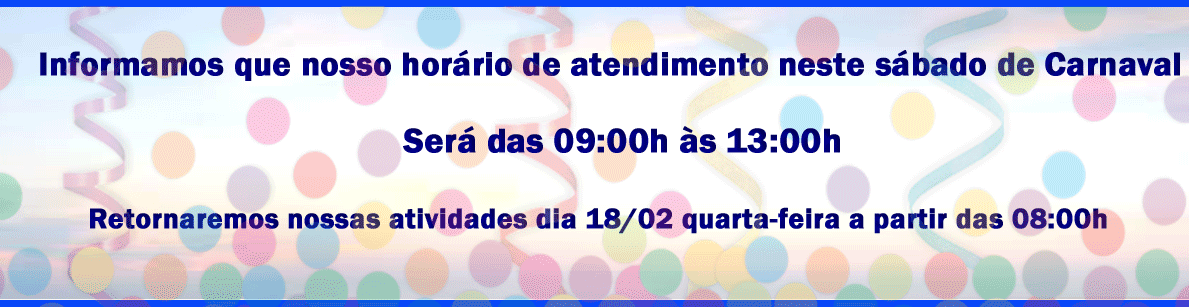 Informamos que nosso horário de atendimento neste sábado de Carnaval
Será das 09:00h às 13:00h
Retornaremos nossas atividades dia 18/02 quarta-feira a partir das 08:00h